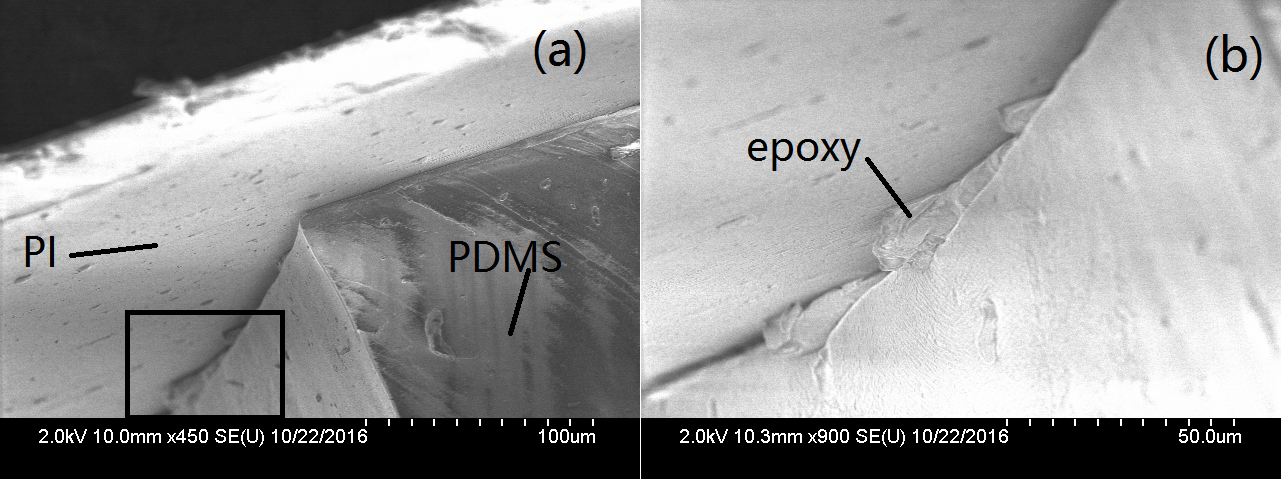 (a)
PI
PDMS
2.0kV 10.0mm x450 SE(U) 10/22/2016
100um
(b)
epoxy
2.0kV 10.3mm x900 SE(U) 10/22/2016
50.0um